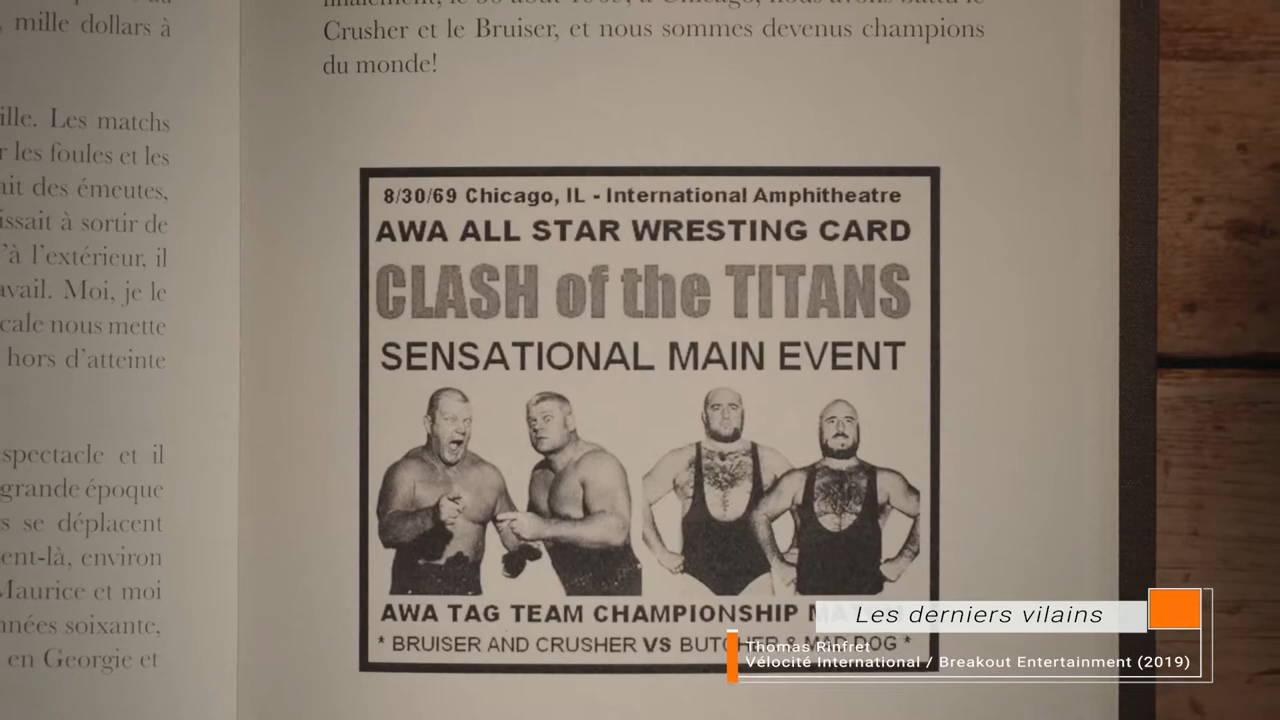 , mille dollars à
ille. Les matchs
r les foules et les
ait des émeutes,
issait à sortir de
'à l'extérieur, il
avail. Moi, je le
cale nous mette
hors d'atteinte
spectacle et il
grande époque
s se déplacent
ent-là, environ
Maurice et moi
nnées soixante,
en Georgie et
Crusher et le Bruiser, et nous sommes devenus champions
du monde!
8/30/69 Chicago, IL - International Amphitheatre
AWA ALL STAR WRESTING CARD
CLASH of the TITANS
SENSATIONAL MAIN EVENT
AWA TAG TEAM CHAMPIONSHIP
* BRUISER AND CRUSHER VS BUTCHER & MAD DOG *
Les derniers vilains
Thomas Rinfret
Vélocité International / Breakout Entertainment (2019)